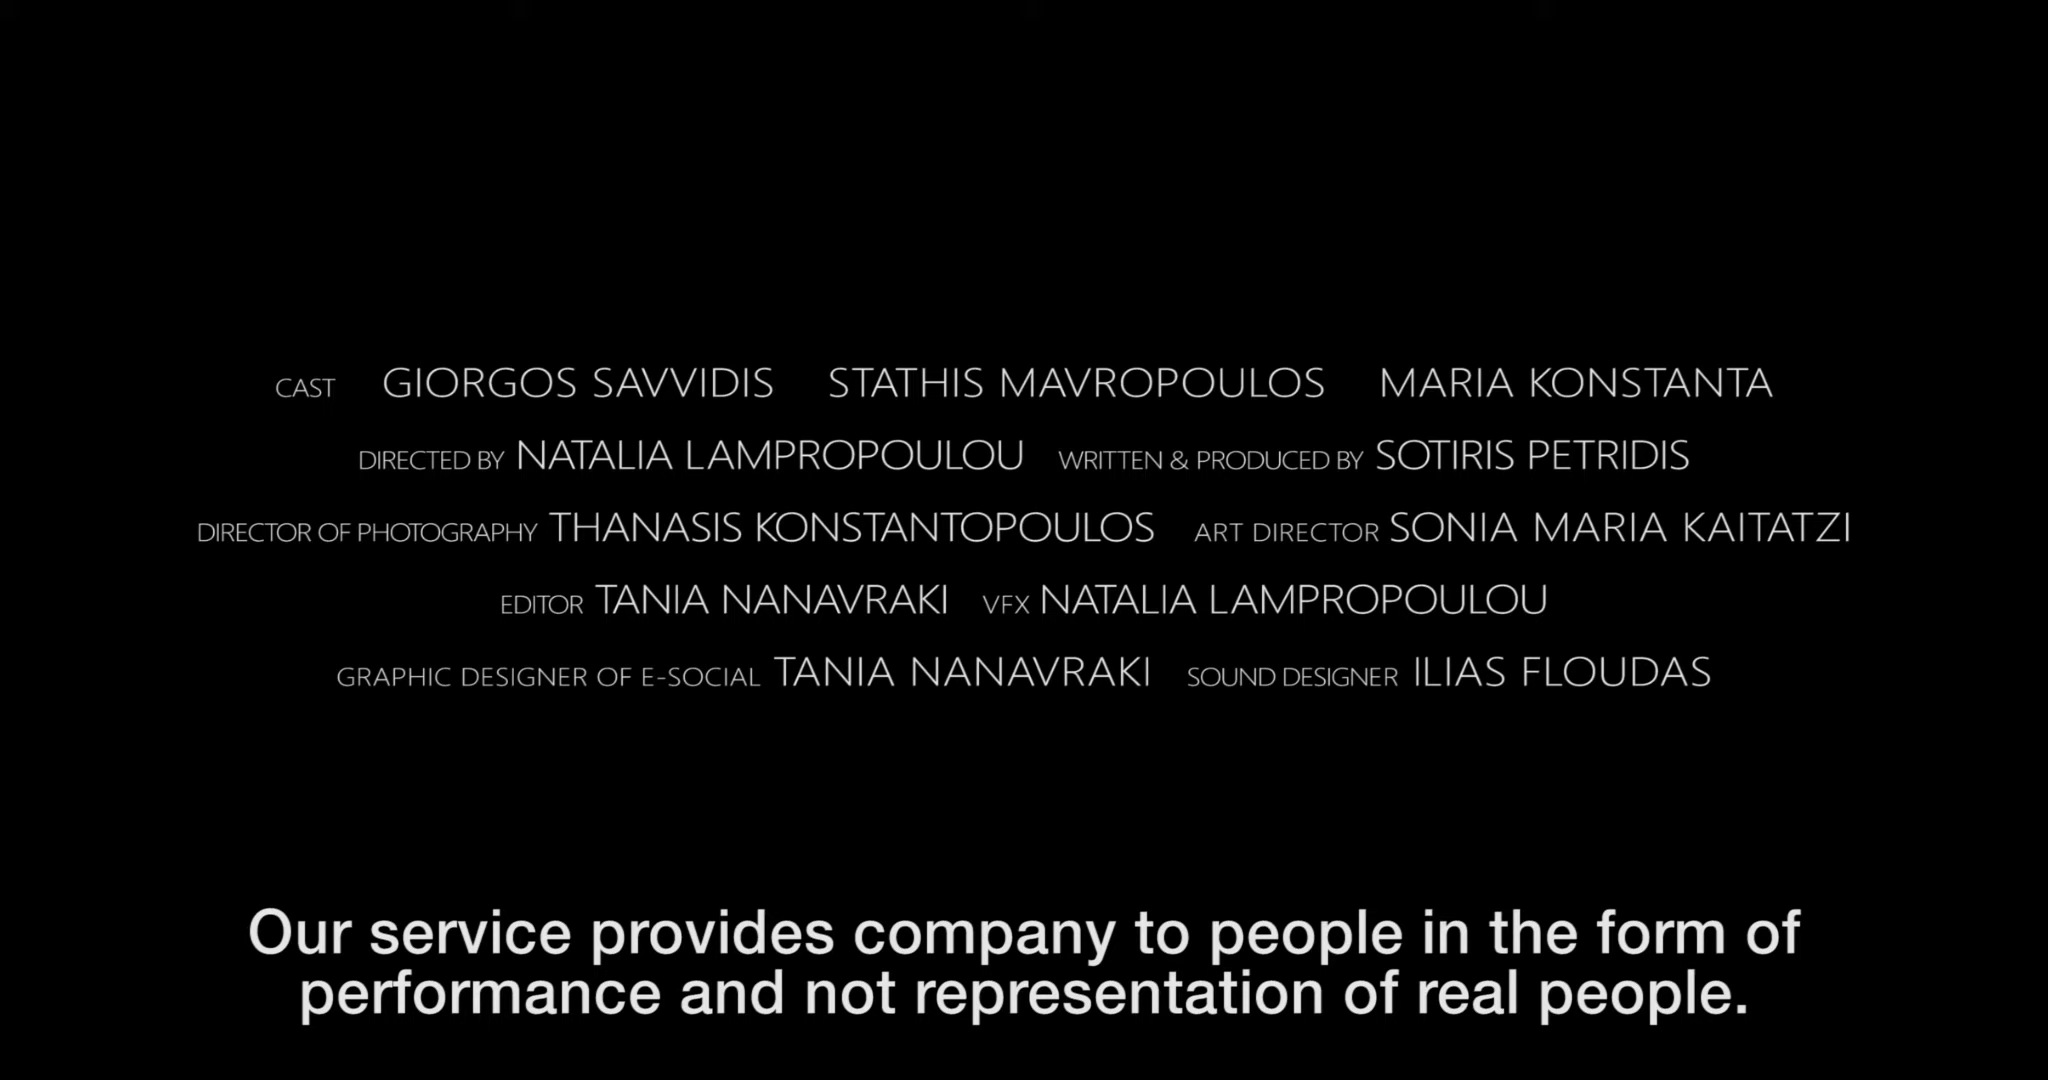 CAST GIORGOS SAVVIDIS STATHIS MAVROPOULOS MARIA KONSTANTA
DIRECTED BY NATALIA LAMPROPOULOU WRITTEN & PRODUCED BY SOTIRIS PETRIDIS
DIRECTOR OF PHOTOGRAPHY THANASIS KONSTANTOPOULOS ART DIRECTOR SONIA MARIA KAITATZI
EDITOR TANIA NANAVRAKI VFX NATALIA LAMPROPOULOU
GRAPHIC DESIGNER OF E-SOCIAL TANIA NANAVRAKI SOUND DESIGNER ILIAS FLOUDAS
Our service provides company to people in the form of
performance and not representation of real people.